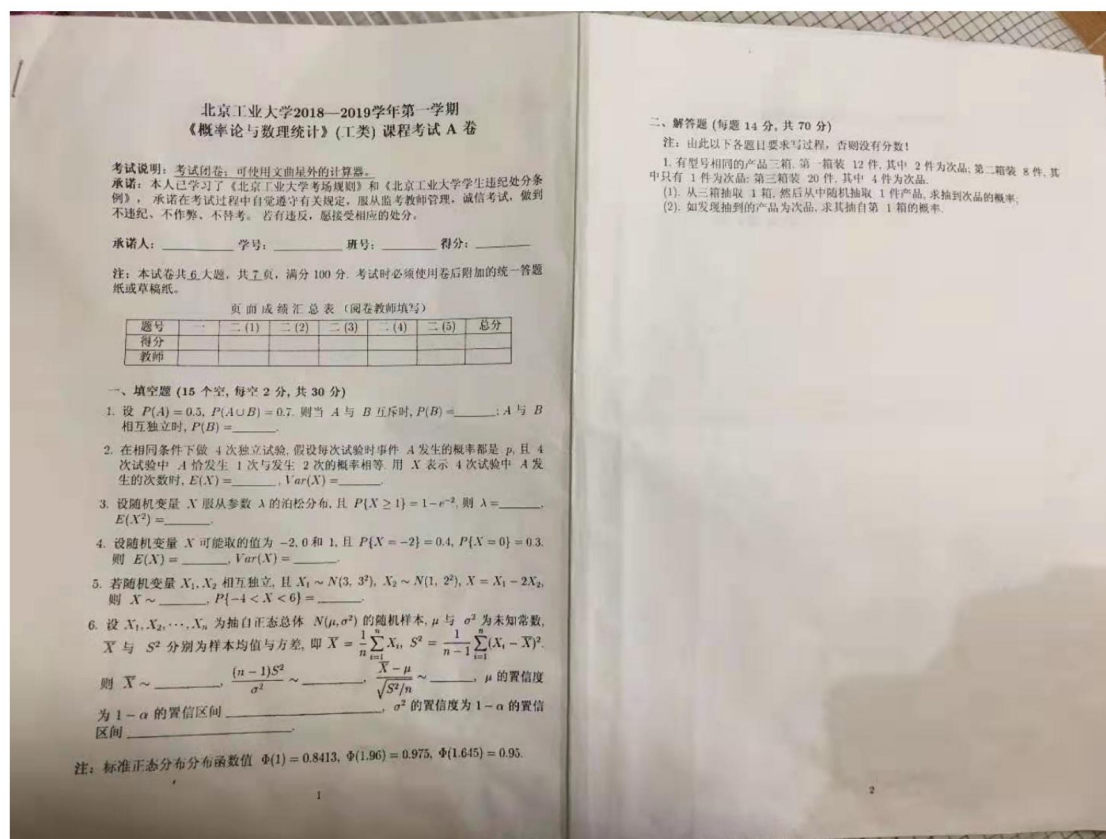 北京工业大学2018—2019学年第一学期
《概率论与数理统计》(工类) 课程考试 A 卷
考试说明：考试闭卷；可使用文曲星外的计算器。
承诺：本人已学习了《北京工业大学考场规则》和《北京工业大学学生违纪处分条
例》，承诺在考试过程中自觉遵守有关规定，服从监考教师管理，诚信考试，做到
不违纪、不作弊、不替考。若有违反，愿接受相应的处分。
承诺人：________ 学号：________ 班号：________ 得分：________
注：本试卷共 6 大题，共 7 页，满分 100 分. 考试时必须使用卷后附加的统一答题
纸或草稿纸。
页面成绩汇总表（阅卷教师填写）
题号 一 二(1) 二(2) 二(3) 二(4) 二(5) 总分
得分
教师
一、填空题 (15 个空, 每空 2 分, 共 30 分)
1. 设 P(A) = 0.5, P(A∪B) = 0.7. 则当 A 与 B 互斥时, P(B) =______; A 与 B
相互独立时, P(B) =______.
2. 在相同条件下做 4 次独立试验, 假设每次试验时事件 A 发生的概率都是 p, 且 4
次试验中 A 恰发生 1 次与发生 2 次的概率相等. 用 X 表示 4 次试验中 A 发
生的次数时, E(X) =______, Var(X) =______.
3. 设随机变量 X 服从参数 λ 的泊松分布, 且 P{X ≥ 1} = 1−e⁻², 则 λ =______,
E(X²) =______.
4. 设随机变量 X 可能取的值为 −2, 0 和 1, 且 P{X = −2} = 0.4, P{X = 0} = 0.3.
则 E(X) = ______, Var(X) = ______.
5. 若随机变量 X₁, X₂ 相互独立, 且 X₁ ~ N(3, 3²), X₂ ~ N(1, 2²), X = X₁ − 2X₂,
则 X ~ ______, P{−4 < X < 6} = ______.
6. 设 X₁, X₂, ⋯, Xₙ 为抽自正态总体 N(μ, σ²) 的随机样本, μ 与 σ² 为未知常数,
X̅ 与 S² 分别为样本均值与方差, 即 X̅ = 1/n ∑ᵢ₌₁ⁿ Xᵢ, S² = 1/(n−1) ∑ᵢ₌₁ⁿ (Xᵢ − X̅)².
则 X̅ ~ ______, (n−1)S²/σ² ~ ______, (X̅ − μ)/√(S²/n) ~ ______, μ 的置信度
为 1 − α 的置信区间 ______, σ² 的置信度为 1 − α 的置信
区间 ______.
注：标准正态分布分布函数值 Φ(1) = 0.8413, Φ(1.96) = 0.975, Φ(1.645) = 0.95.
1
二、解答题 (每题 14 分, 共 70 分)
注：由此以下各题目要求写过程，否则没有分数！
1. 有型号相同的产品三箱. 第一箱装 12 件, 其中 2 件为次品; 第二箱装 8 件, 其
中只有 1 件为次品; 第三箱装 20 件, 其中 4 件为次品.
(1). 从三箱抽取 1 箱, 然后从中随机抽取 1 件产品, 求抽到次品的概率;
(2). 如发现抽到的产品为次品, 求其抽自第 1 箱的概率.
2